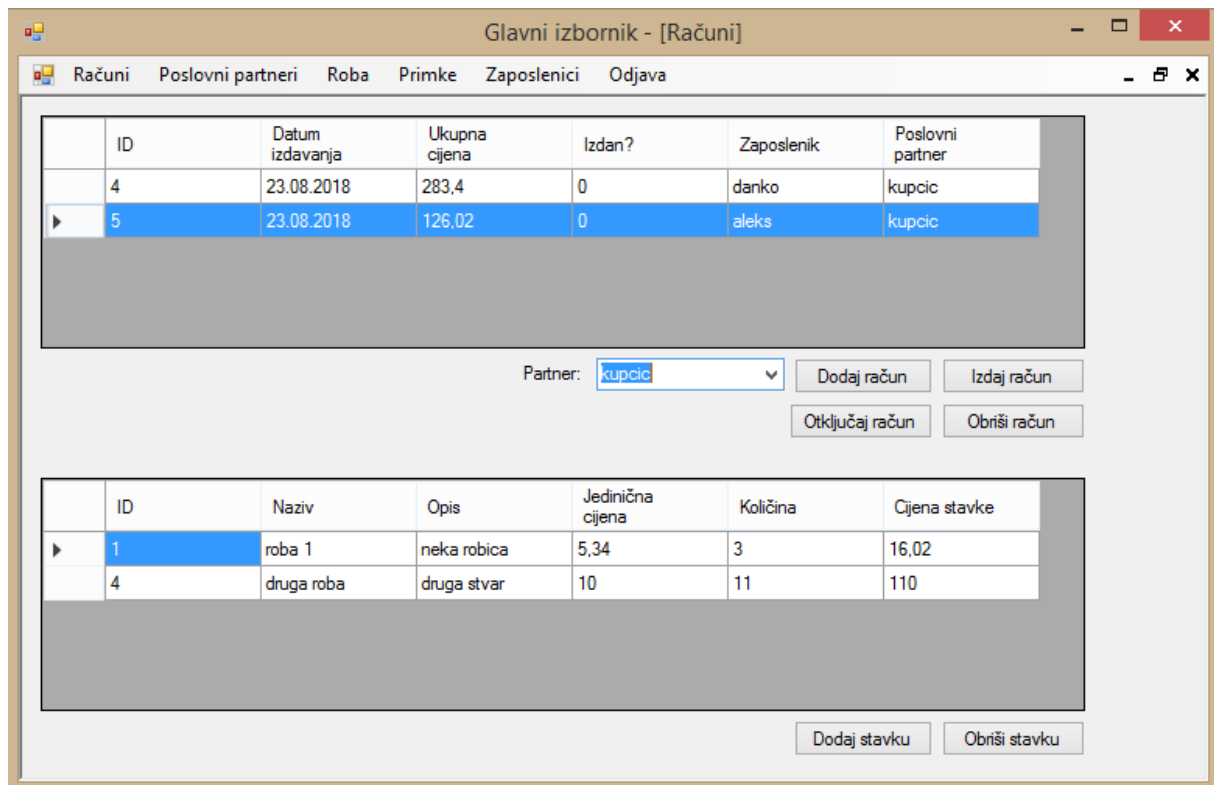 Glavni izbornik - [Računi]
Računi Poslovni partneri Roba Primke Zaposlenici Odjava
ID Datum izdavanja Ukupna cijena Izdan? Zaposlenik Poslovni partner
4 23.08.2018 283,4 0 danko kupcic
5 23.08.2018 126,02 0 aleks kupcic
Partner: kupcic Dodaj račun Izdaj račun
Otključaj račun Obriši račun
ID Naziv Opis Jedinična cijena Količina Cijena stavke
1 roba 1 neka robica 5,34 3 16,02
4 druga roba druga stvar 10 11 110
Dodaj stavku Obriši stavku